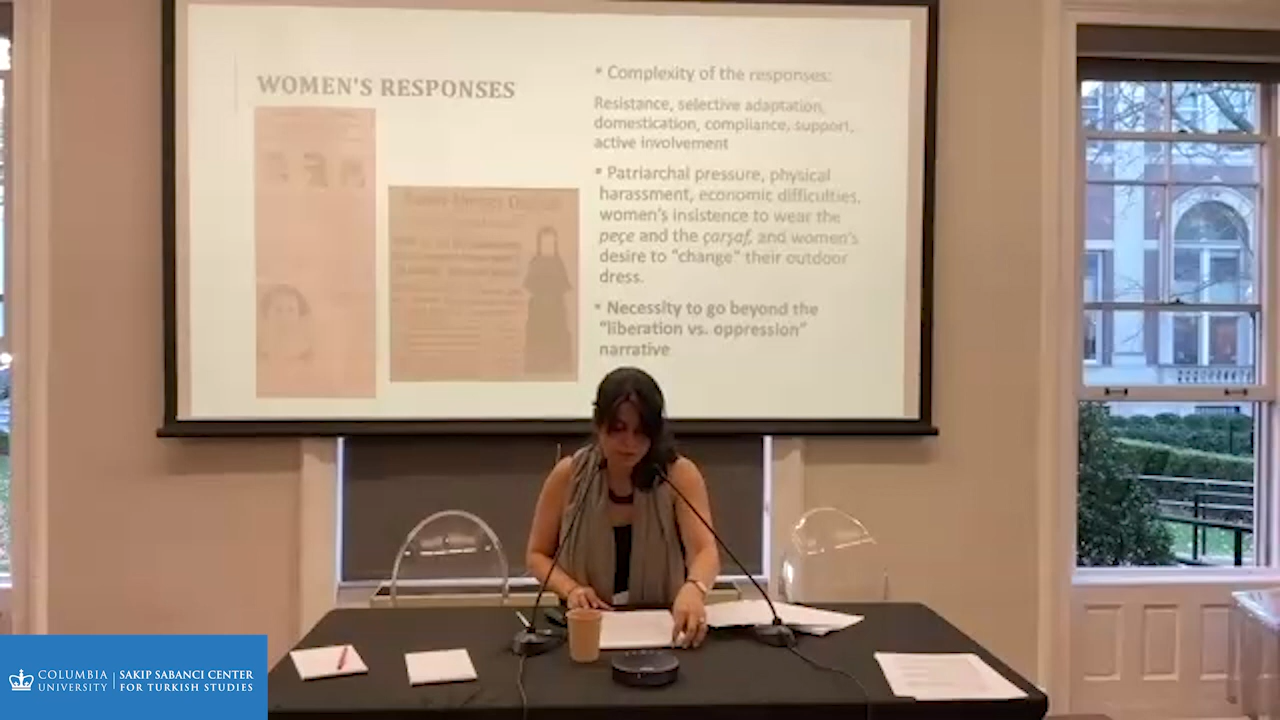 WOMEN'S RESPONSES
* Complexity of the responses:
Resistance, selective adaptation,
domestication, compliance, support,
active involvement
* Patriarchal pressure, physical
harassment, economic difficulties,
women's insistence to wear the
peçe and the çarşaf, and women's
desire to "change" their outdoor
dress.
* Necessity to go beyond the
"liberation vs. oppression"
narrative
COLUMBIA
UNIVERSITY
SAKIP SABANCI CENTER
FOR TURKISH STUDIES